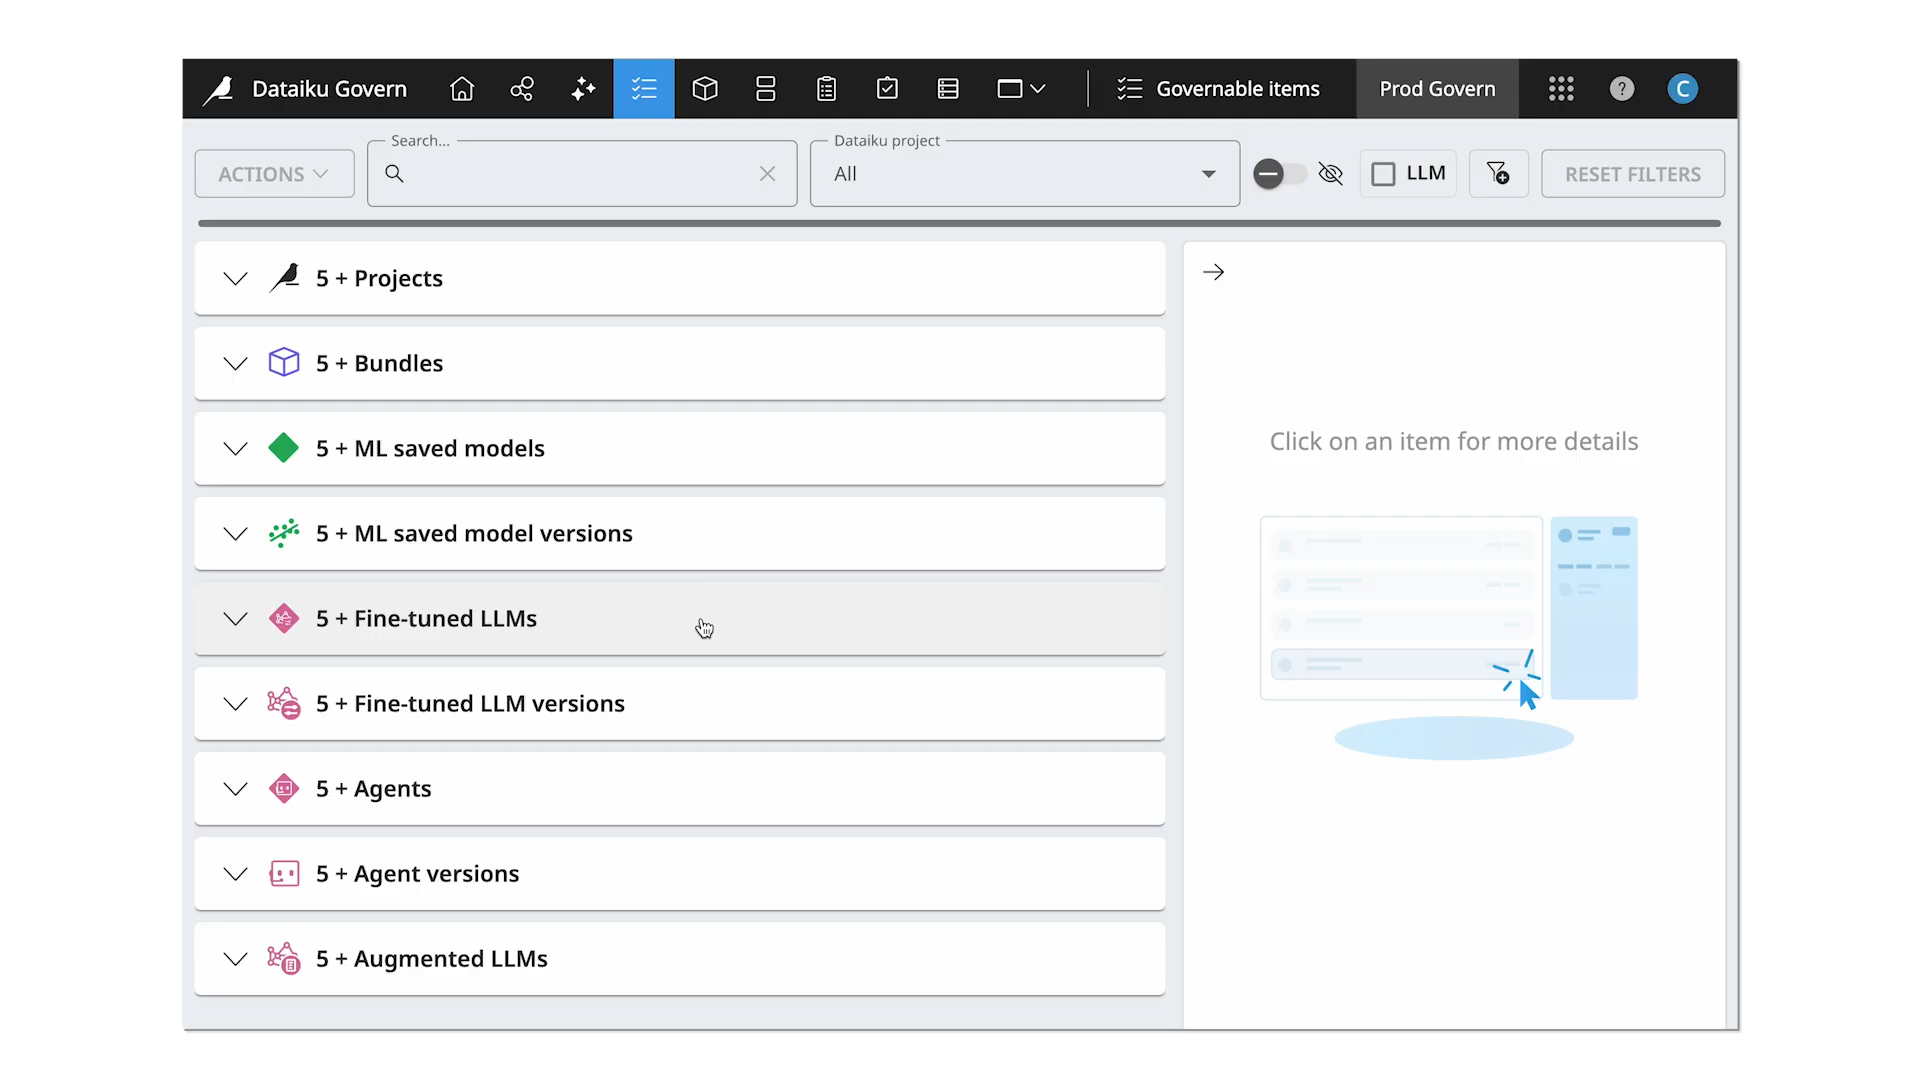 Dataiku Govern
Governable items
Prod Govern
?
C
ACTIONS
Search...
Dataiku project
All
LLM
RESET FILTERS
5 + Projects
5 + Bundles
5 + ML saved models
5 + ML saved model versions
5 + Fine-tuned LLMs
5 + Fine-tuned LLM versions
5 + Agents
5 + Agent versions
5 + Augmented LLMs
Click on an item for more details